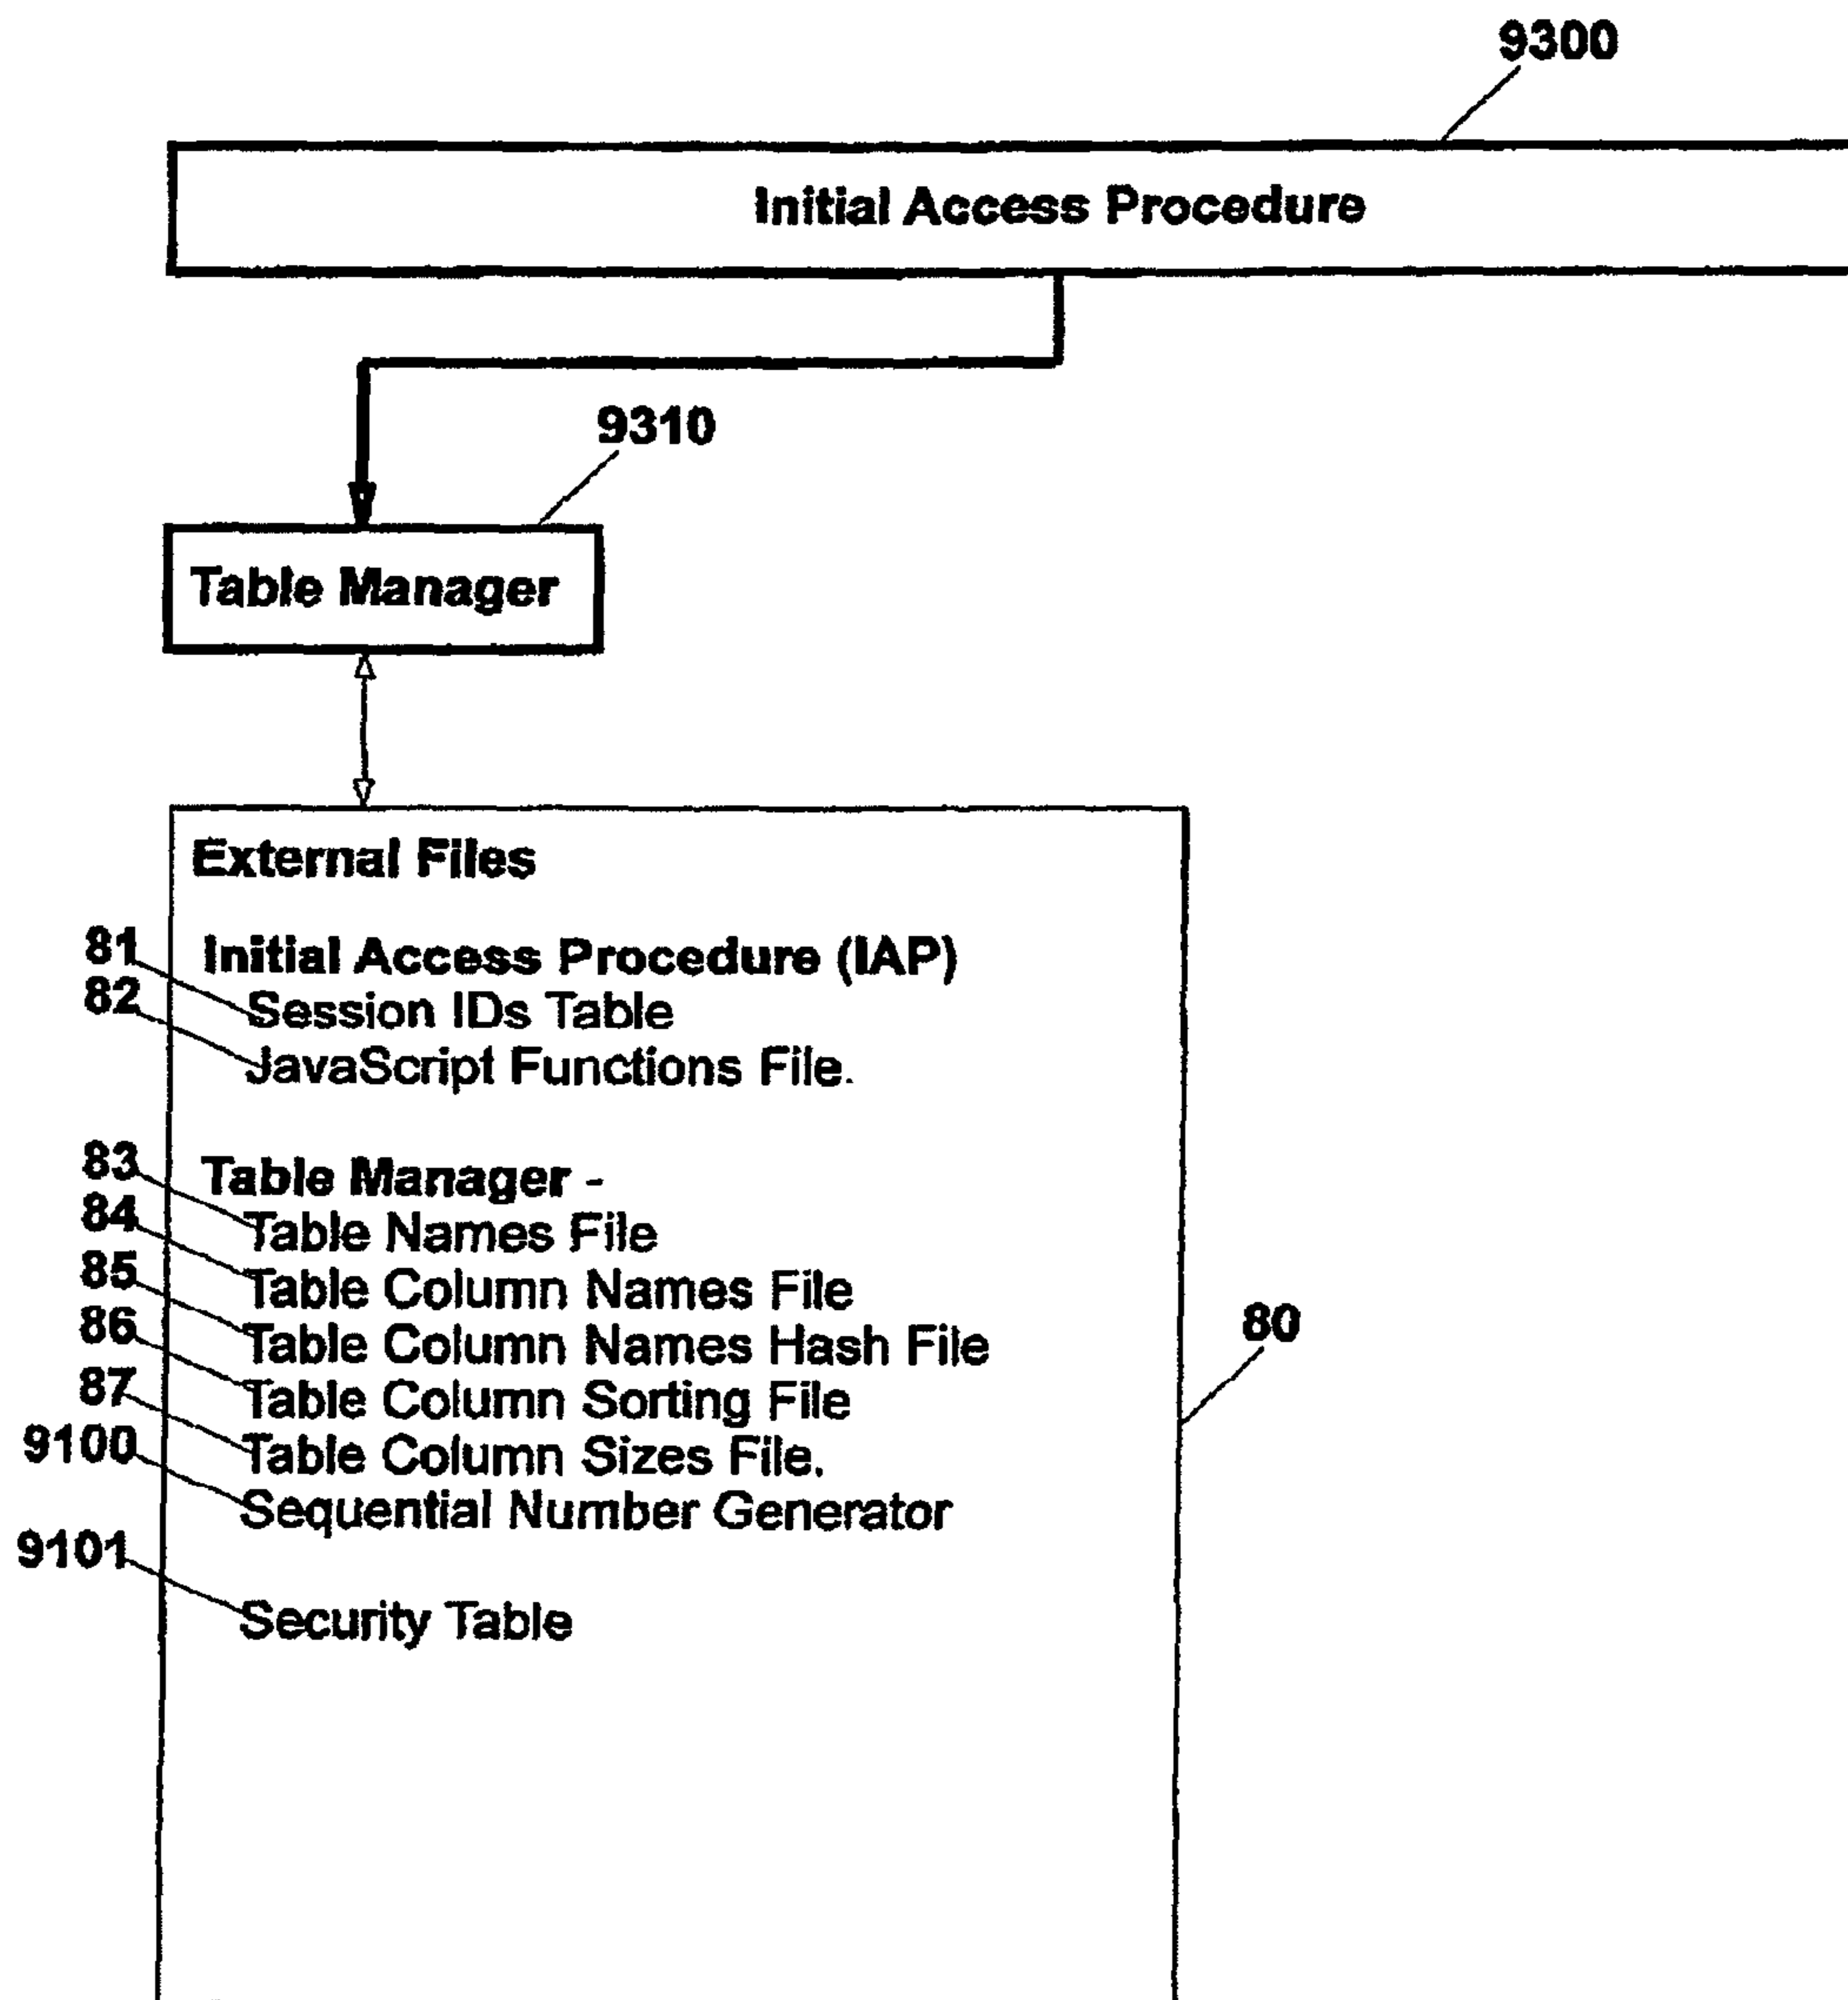 9300
Initial Access Procedure
9310
Table Manager
External Files
81 Initial Access Procedure (IAP)
82 Session IDs Table
JavaScript Functions File.
83 Table Manager -
84 Table Names File
85 Table Column Names File
86 Table Column Names Hash File
80
87 Table Column Sorting File
9100 Table Column Sizes File.
Sequential Number Generator
9101
Security Table